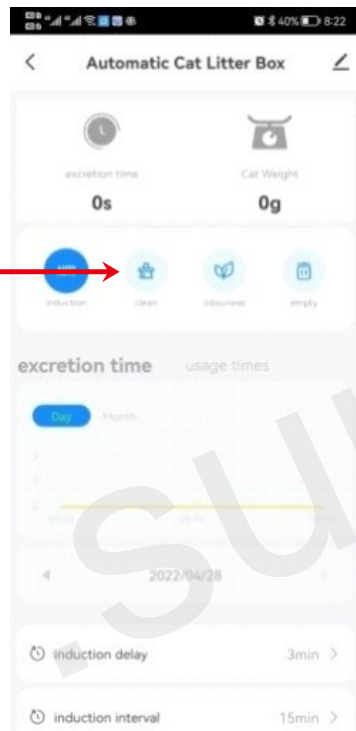 40% 8:22
Automatic Cat Litter Box
excretion time Cat Weight
0s 0g
induction clean odourless empty
excretion time usage times
Day Month
2022/04/28
induction delay 3min
induction interval 15min
.su